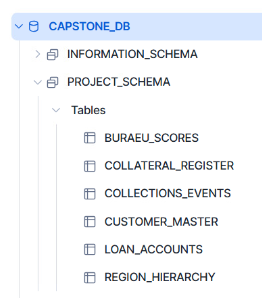 CAPSTONE_DB
INFORMATION_SCHEMA
PROJECT_SCHEMA
Tables
BURAEU_SCORES
COLLATERAL_REGISTER
COLLECTIONS_EVENTS
CUSTOMER_MASTER
LOAN_ACCOUNTS
REGION_HIERARCHY